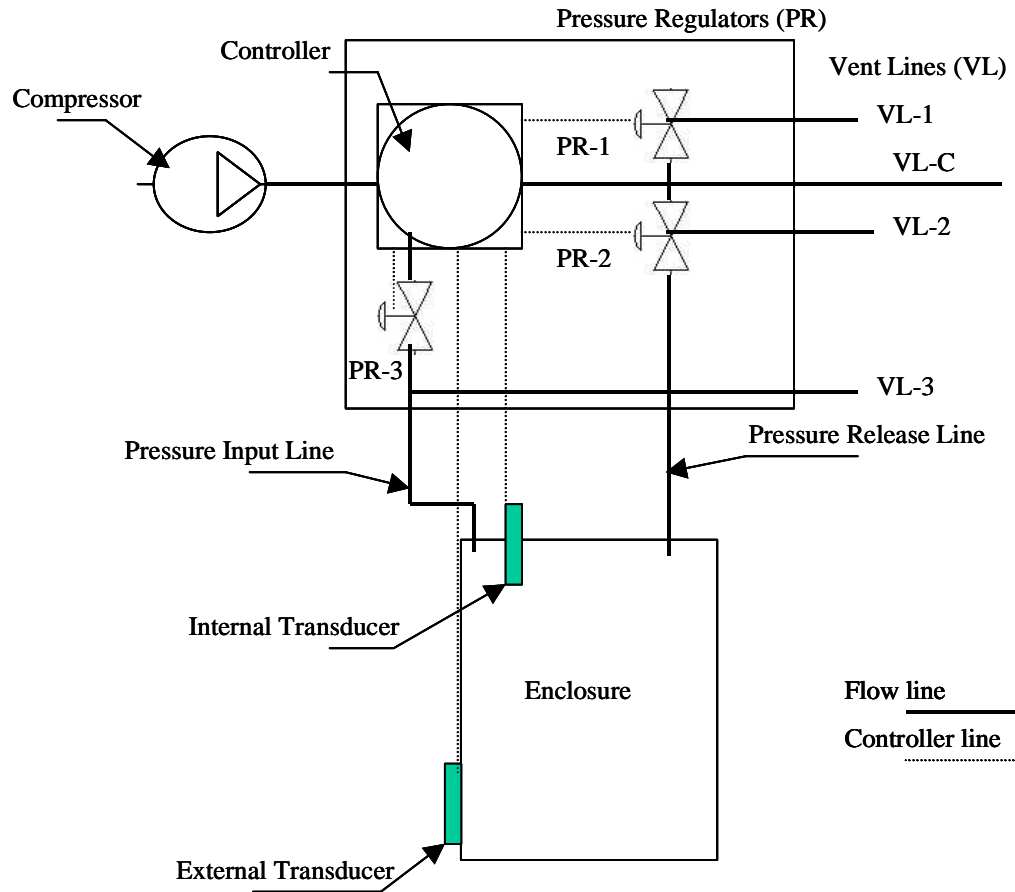 Pressure Regulators (PR)
Controller
Vent Lines (VL)
Compressor
VL-1
PR-1
VL-C
VL-2
PR-2
PR-3
VL-3
Pressure Input Line
Pressure Release Line
Internal Transducer
Enclosure
Flow line
Controller line
External Transducer